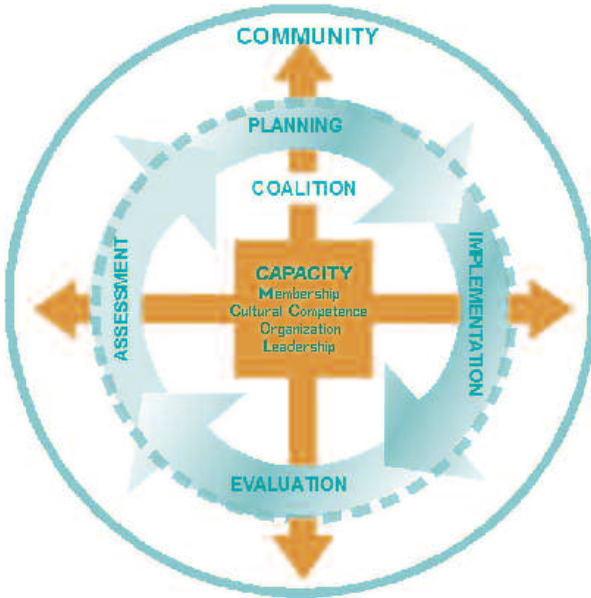 COMMUNITY
PLANNING
COALITION
ASSESSMENT
CAPACITY
Membership
Cultural Competence
Organization
Leadership
IMPLEMENTATION
EVALUATION